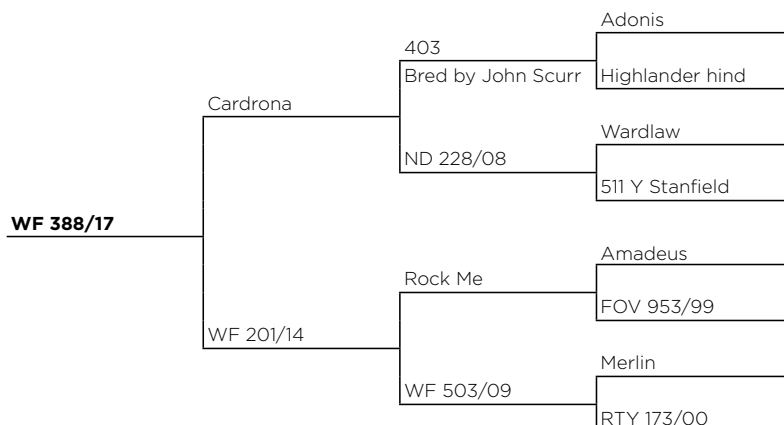 Adonis
403
Bred by John Scurr
Highlander hind
Cardrona
Wardlaw
ND 228/08
511 Y Stanfield
WF 388/17
Amadeus
Rock Me
FOV 953/99
WF 201/14
Merlin
WF 503/09
RTY 173/00